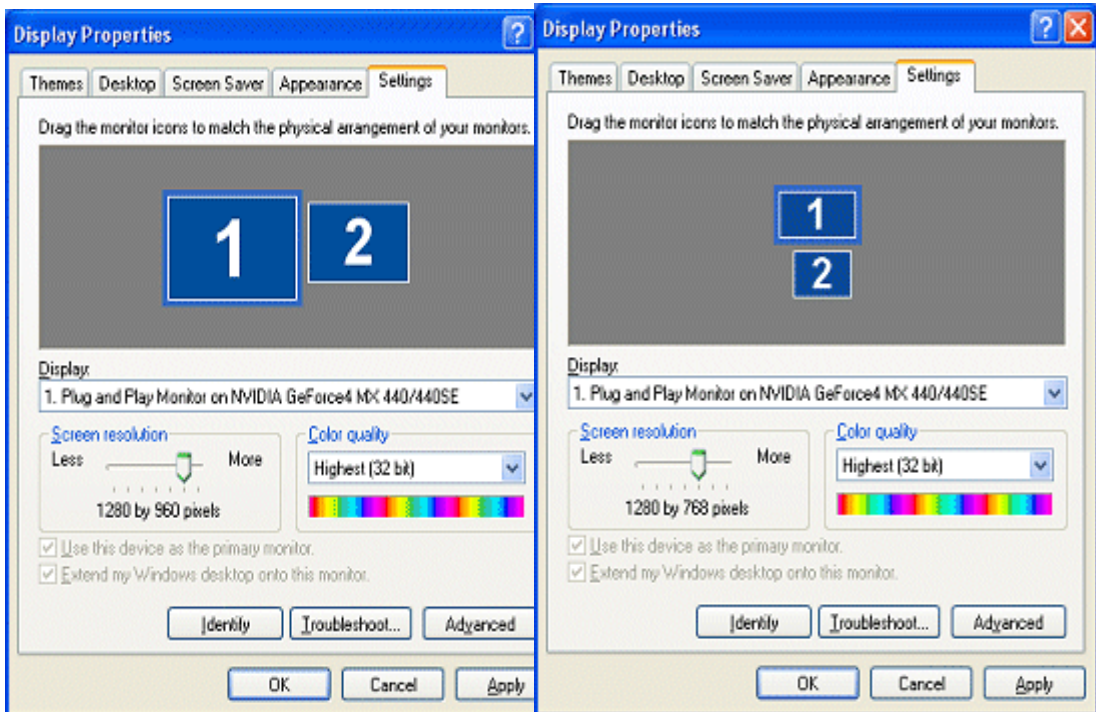 Display Properties ?
Themes Desktop Screen Saver Appearance Settings
Drag the monitor icons to match the physical arrangement of your monitors.
1 2
Display:
1. Plug and Play Monitor on NVIDIA GeForce4 MX 440/440SE
Screen resolution Color quality
Less More Highest (32 bit)
1280 by 960 pixels
Use this device as the primary monitor.
Extend my Windows desktop onto this monitor.
Identify Troubleshoot... Advanced
OK Cancel Apply
Display Properties ?
Themes Desktop Screen Saver Appearance Settings
Drag the monitor icons to match the physical arrangement of your monitors.
1
2
Display:
1. Plug and Play Monitor on NVIDIA GeForce4 MX 440/440SE
Screen resolution Color quality
Less More Highest (32 bit)
1280 by 768 pixels
Use this device as the primary monitor.
Extend my Windows desktop onto this monitor.
Identify Troubleshoot... Advanced
OK Cancel Apply